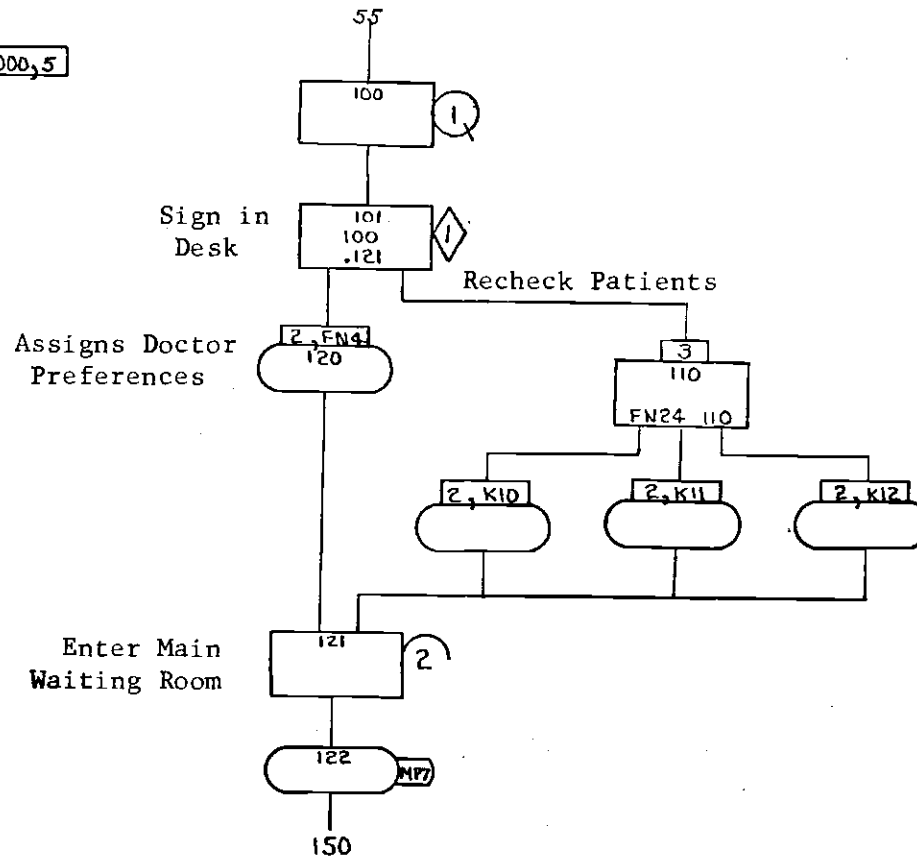 55
000,5
100
1
Sign in
Desk
101
100
.121
1
Recheck Patients
Assigns Doctor
Preferences
2,FN4
120
3
110
FN24 110
2,K10
2,K11
2,K12
Enter Main
Waiting Room
121
2
122
MP7
150